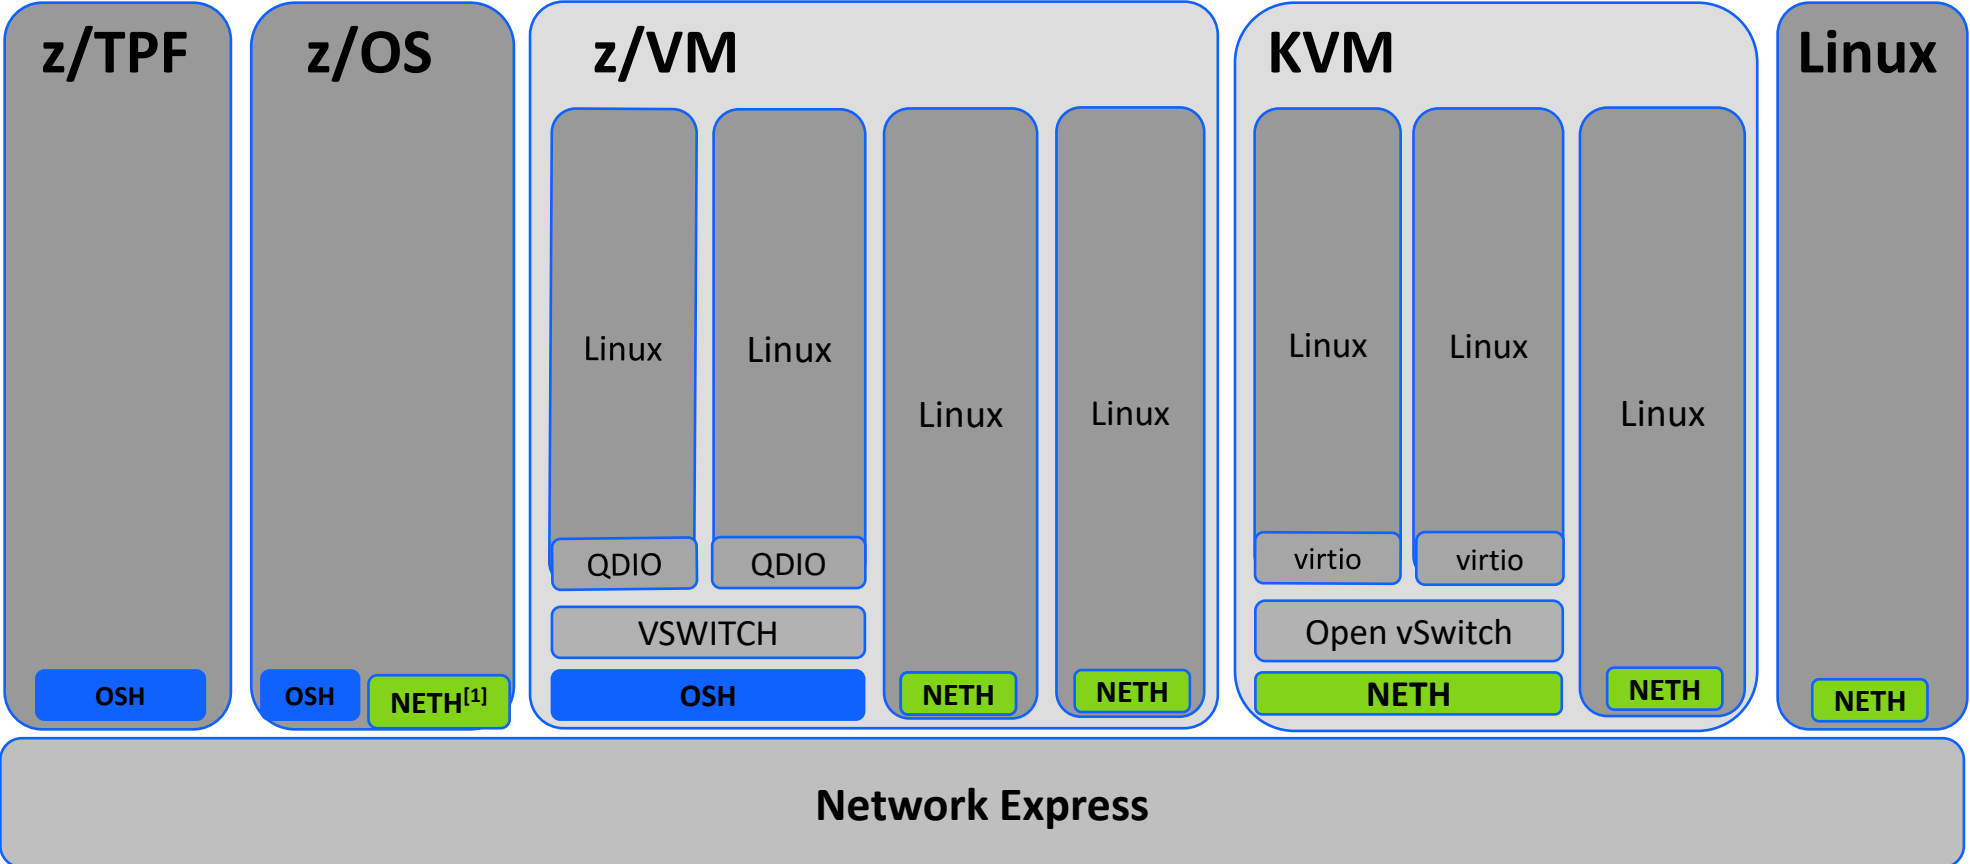 z/TPF
z/OS
z/VM
KVM
Linux
Linux
Linux
Linux
Linux
Linux
Linux
Linux
QDIO
QDIO
virtio
virtio
VSWITCH
Open vSwitch
OSH
OSH
NETH[1]
OSH
NETH
NETH
NETH
NETH
NETH
Network Express